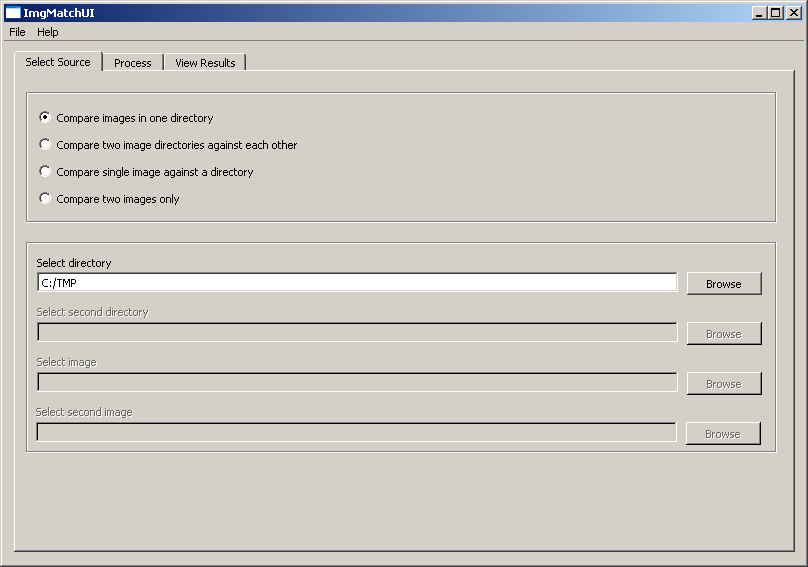 ImgMatchUI
File Help
Select Source Process View Results
Compare images in one directory
Compare two image directories against each other
Compare single image against a directory
Compare two images only
Select directory
C:/TMP Browse
Select second directory
Browse
Select image
Browse
Select second image
Browse